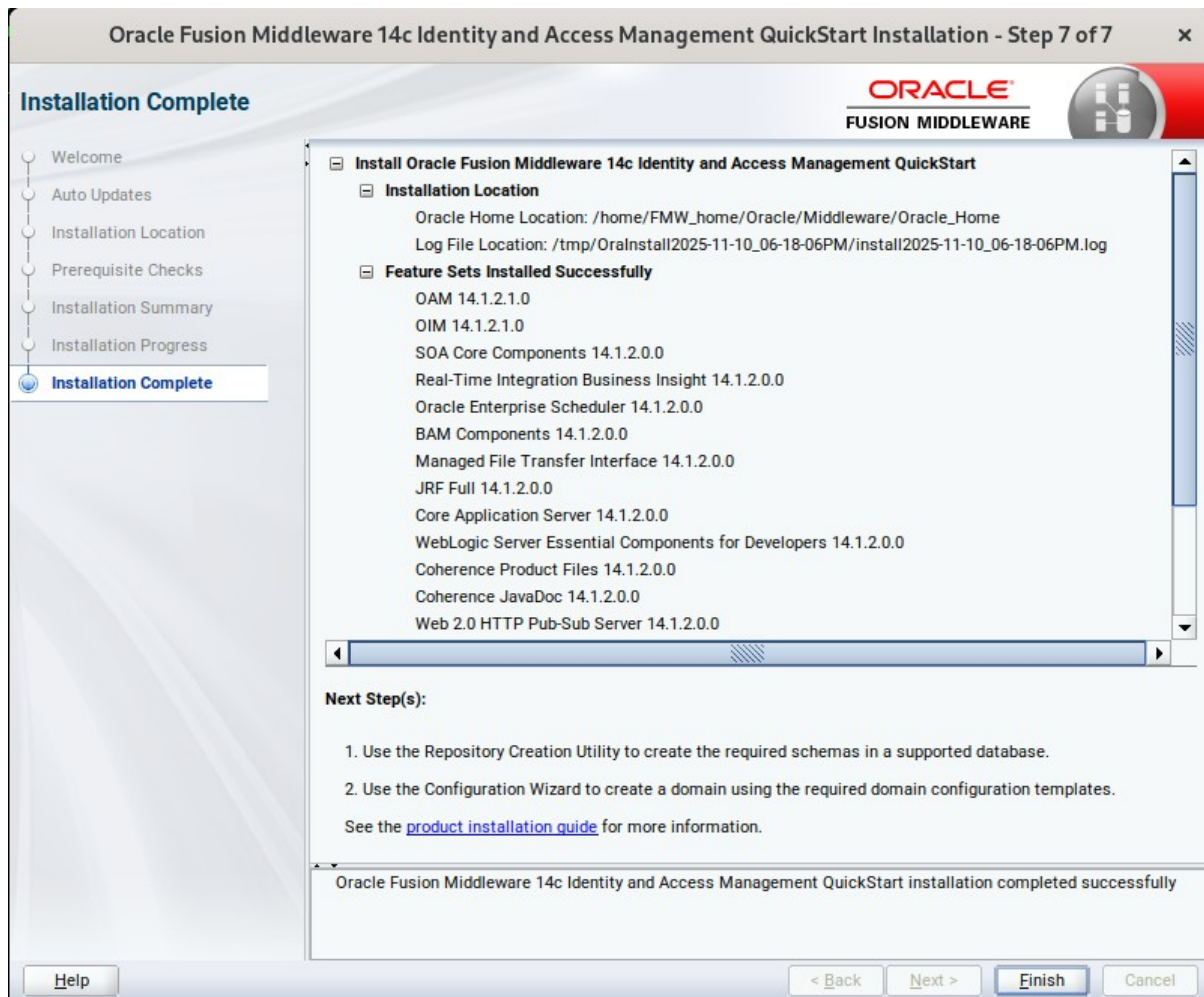 Oracle Fusion Middleware 14c Identity and Access Management QuickStart Installation - Step 7 of 7
Installation Complete
ORACLE
FUSION MIDDLEWARE
Welcome
Auto Updates
Installation Location
Prerequisite Checks
Installation Summary
Installation Progress
Installation Complete
Install Oracle Fusion Middleware 14c Identity and Access Management QuickStart
Installation Location
Oracle Home Location: /home/FMW_home/Oracle/Middleware/Oracle_Home
Log File Location: /tmp/OraInstall2025-11-10_06-18-06PM/install2025-11-10_06-18-06PM.log
Feature Sets Installed Successfully
OAM 14.1.2.1.0
OIM 14.1.2.1.0
SOA Core Components 14.1.2.0.0
Real-Time Integration Business Insight 14.1.2.0.0
Oracle Enterprise Scheduler 14.1.2.0.0
BAM Components 14.1.2.0.0
Managed File Transfer Interface 14.1.2.0.0
JRF Full 14.1.2.0.0
Core Application Server 14.1.2.0.0
WebLogic Server Essential Components for Developers 14.1.2.0.0
Coherence Product Files 14.1.2.0.0
Coherence JavaDoc 14.1.2.0.0
Web 2.0 HTTP Pub-Sub Server 14.1.2.0.0
Next Step(s):
1. Use the Repository Creation Utility to create the required schemas in a supported database.
2. Use the Configuration Wizard to create a domain using the required domain configuration templates.
See the product installation guide for more information.
Oracle Fusion Middleware 14c Identity and Access Management QuickStart installation completed successfully
Help
< Back
Next >
Finish
Cancel